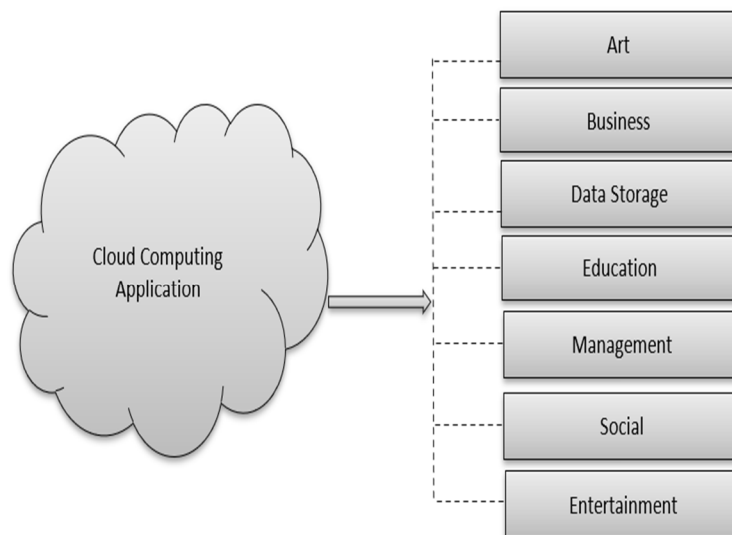 Cloud Computing
Application
Art
Business
Data Storage
Education
Management
Social
Entertainment